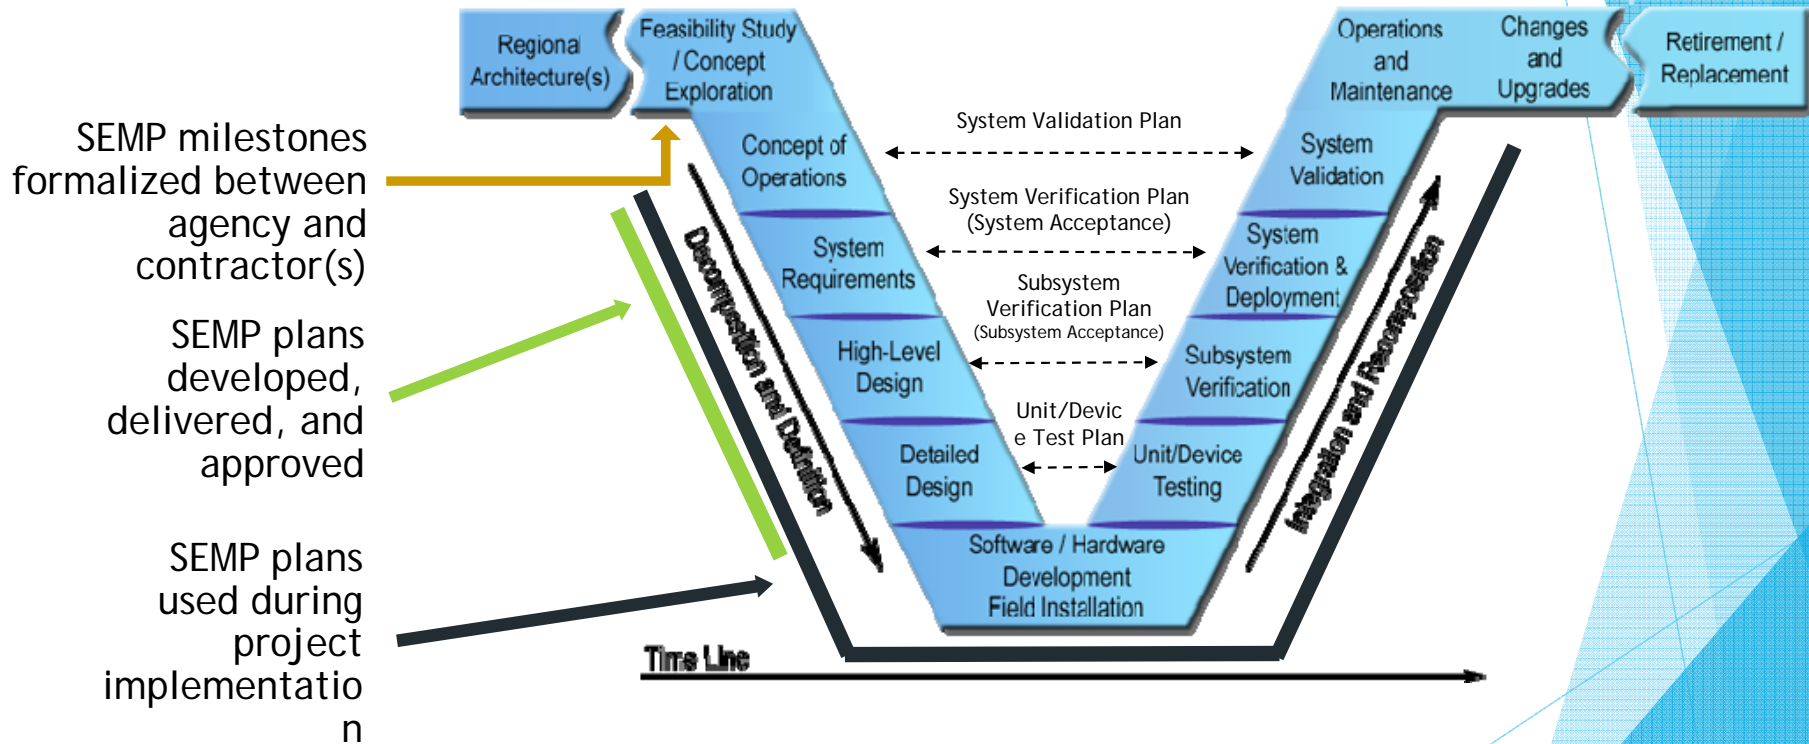 Regional
Architecture(s)
Feasibility Study
/ Concept
Exploration
Operations
and
Maintenance
Changes
and
Upgrades
Retirement /
Replacement
SEMP milestones
formalized between
agency and
contractor(s)
SEMP plans
developed,
delivered, and
approved
SEMP plans
used during
project
implementatio
n
Concept of
Operations
System
Requirements
High-Level
Design
Detailed
Design
Software / Hardware
Development
Field Installation
Decomposition and Definition
System Validation Plan
System Verification Plan
(System Acceptance)
Subsystem
Verification Plan
(Subsystem Acceptance)
Unit/Devic
e Test Plan
System
Validation
System
Verification &
Deployment
Subsystem
Verification
Unit/Device
Testing
Integration and Recomposition
Time Line